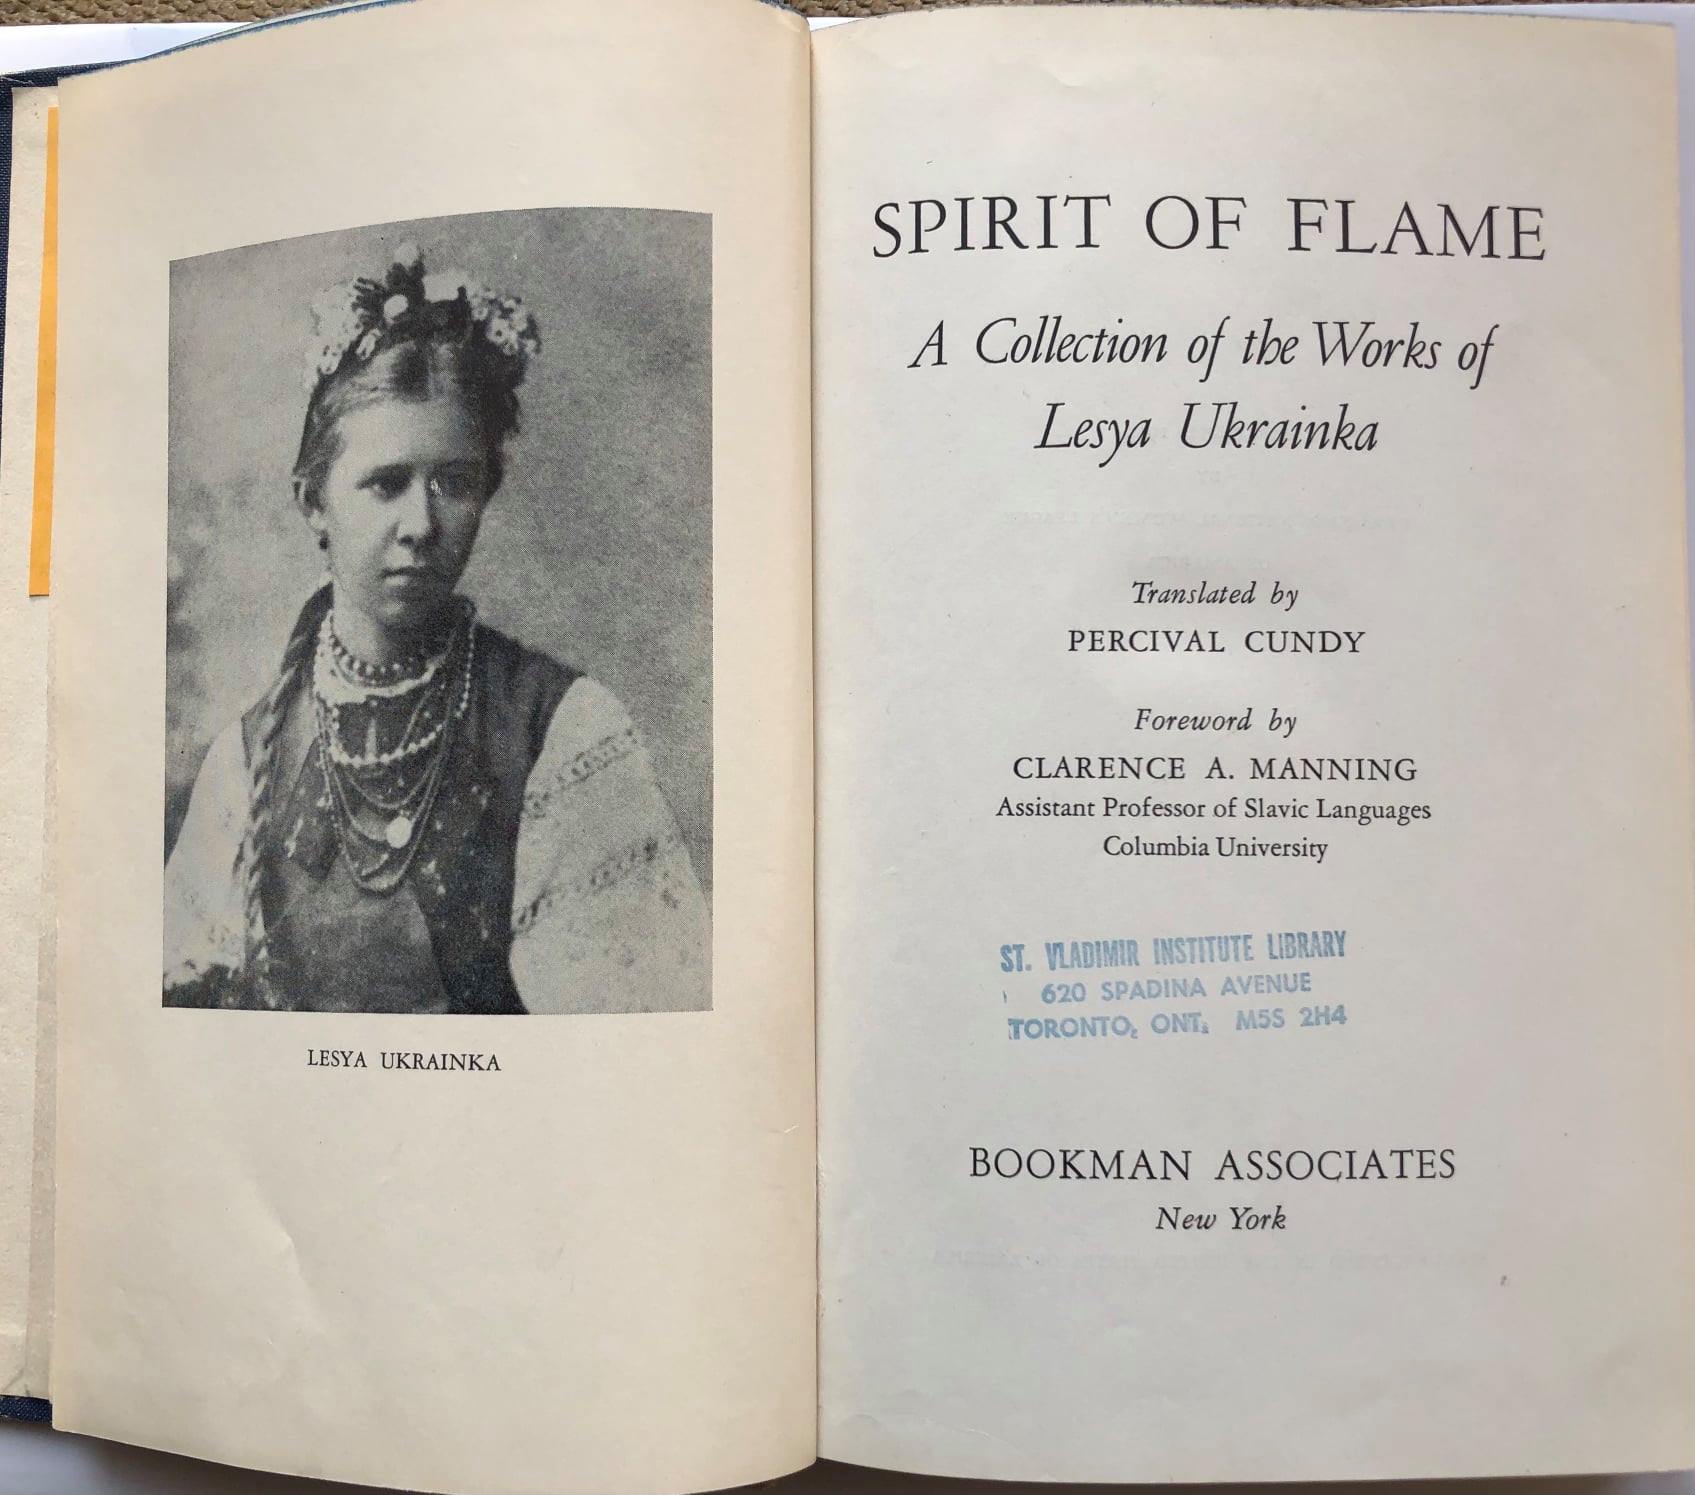 LESYA UKRAINKA
SPIRIT OF FLAME
A Collection of the Works of
Lesya Ukrainka
Translated by
PERCIVAL CUNDY
Foreword by
CLARENCE A. MANNING
Assistant Professor of Slavic Languages
Columbia University
ST. VLADIMIR INSTITUTE LIBRARY
620 SPADINA AVENUE
TORONTO, ONT. M5S 2H4
BOOKMAN ASSOCIATES
New York